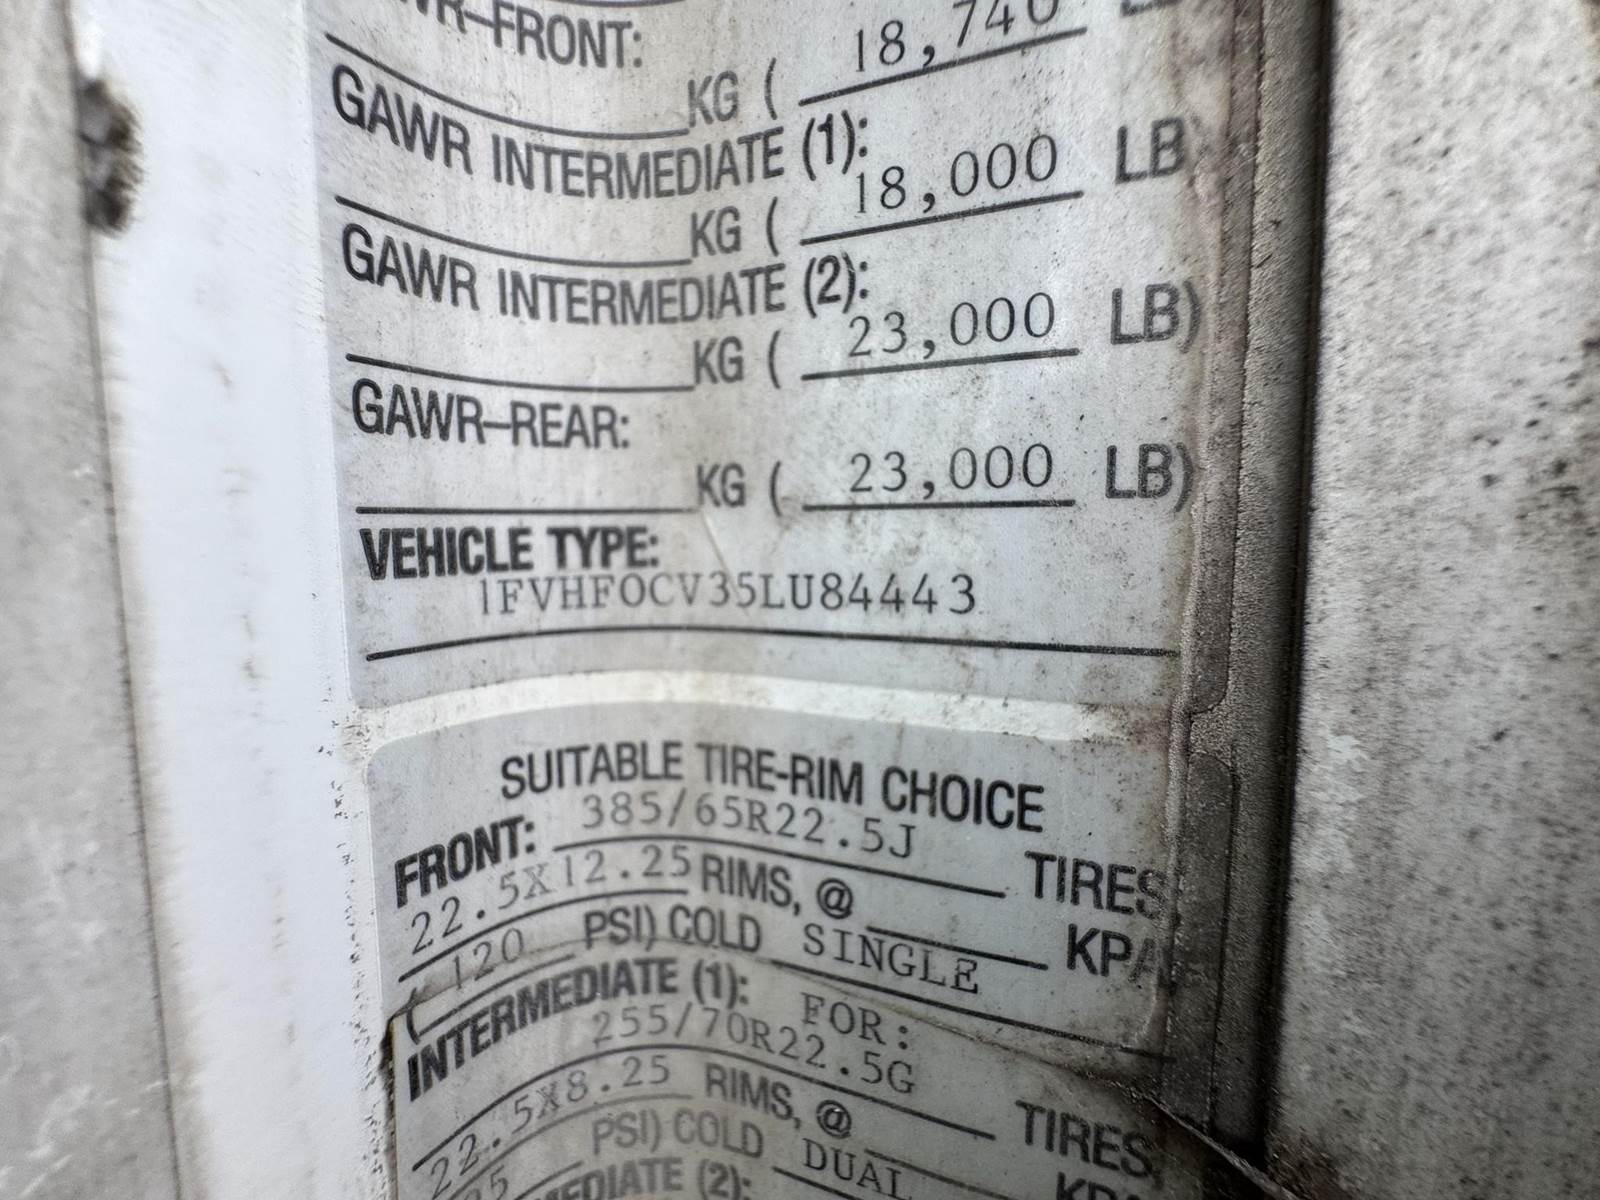 GAWR-FRONT:
KG ( 18,740
GAWR INTERMEDIATE (1):
KG ( 18,000 LB)
GAWR INTERMEDIATE (2):
KG ( 23,000 LB)
GAWR-REAR:
KG ( 23,000 LB)
VEHICLE TYPE:
1FVHF0CV35LU84443
SUITABLE TIRE-RIM CHOICE
FRONT: 385/65R22.5J TIRES,
22.5X12.25 RIMS, @ KPA
( 120 PSI) COLD SINGLE
INTERMEDIATE (1): FOR:
255/70R22.5G TIRES,
22.5X8.25 RIMS, @
PSI) COLD DUAL
(2):